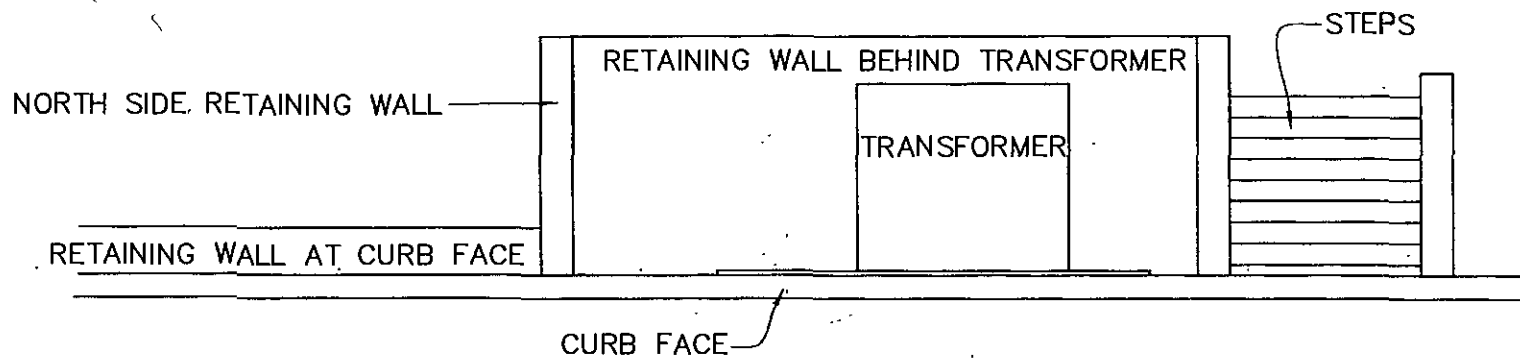 STEPS
RETAINING WALL BEHIND TRANSFORMER
NORTH SIDE RETAINING WALL
TRANSFORMER
RETAINING WALL AT CURB FACE
CURB FACE